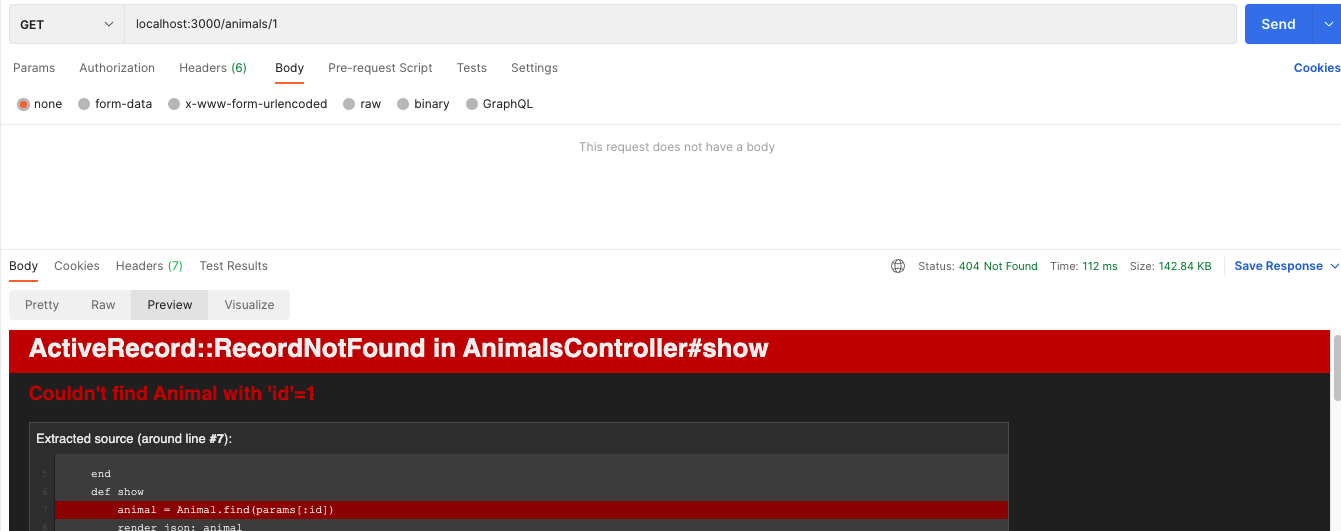 GET localhost:3000/animals/1 Send
Params Authorization Headers (6) Body Pre-request Script Tests Settings Cookies
none form-data x-www-form-urlencoded raw binary GraphQL
This request does not have a body
Body Cookies Headers (7) Test Results Status: 404 Not Found Time: 112 ms Size: 142.84 KB Save Response
Pretty Raw Preview Visualize
ActiveRecord::RecordNotFound in AnimalsController#show
Couldn't find Animal with 'id'=1
Extracted source (around line #7):
5 end
6 def show
7 animal = Animal.find(params[:id])
8 render json: animal